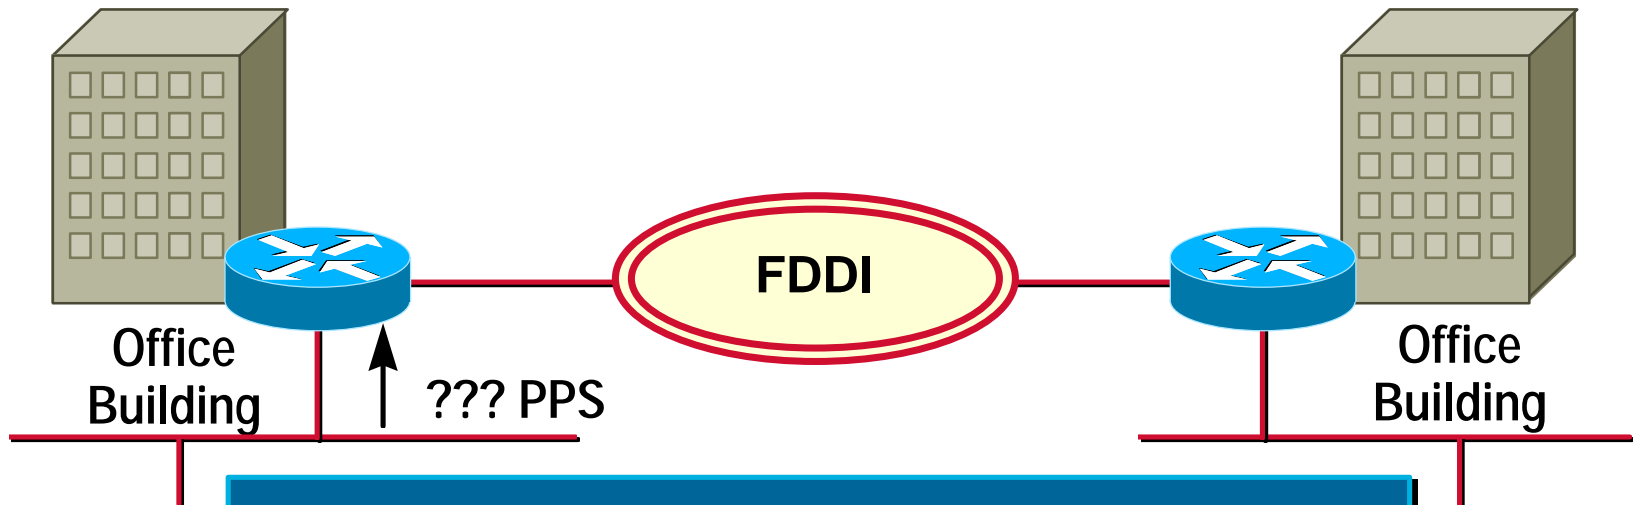 FDDI
Office
Building
??? PPS
Office
Building